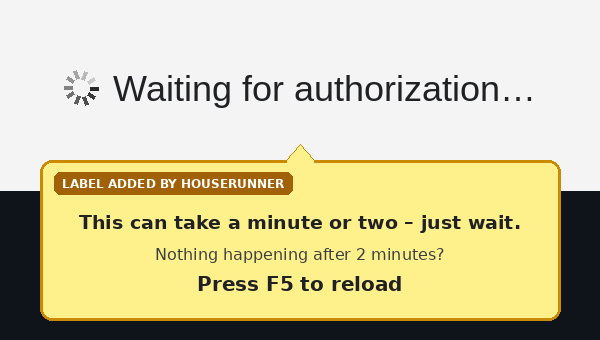 Waiting for authorization…
LABEL ADDED BY HOUSERUNNER
This can take a minute or two – just wait.
Nothing happening after 2 minutes?
Press F5 to reload